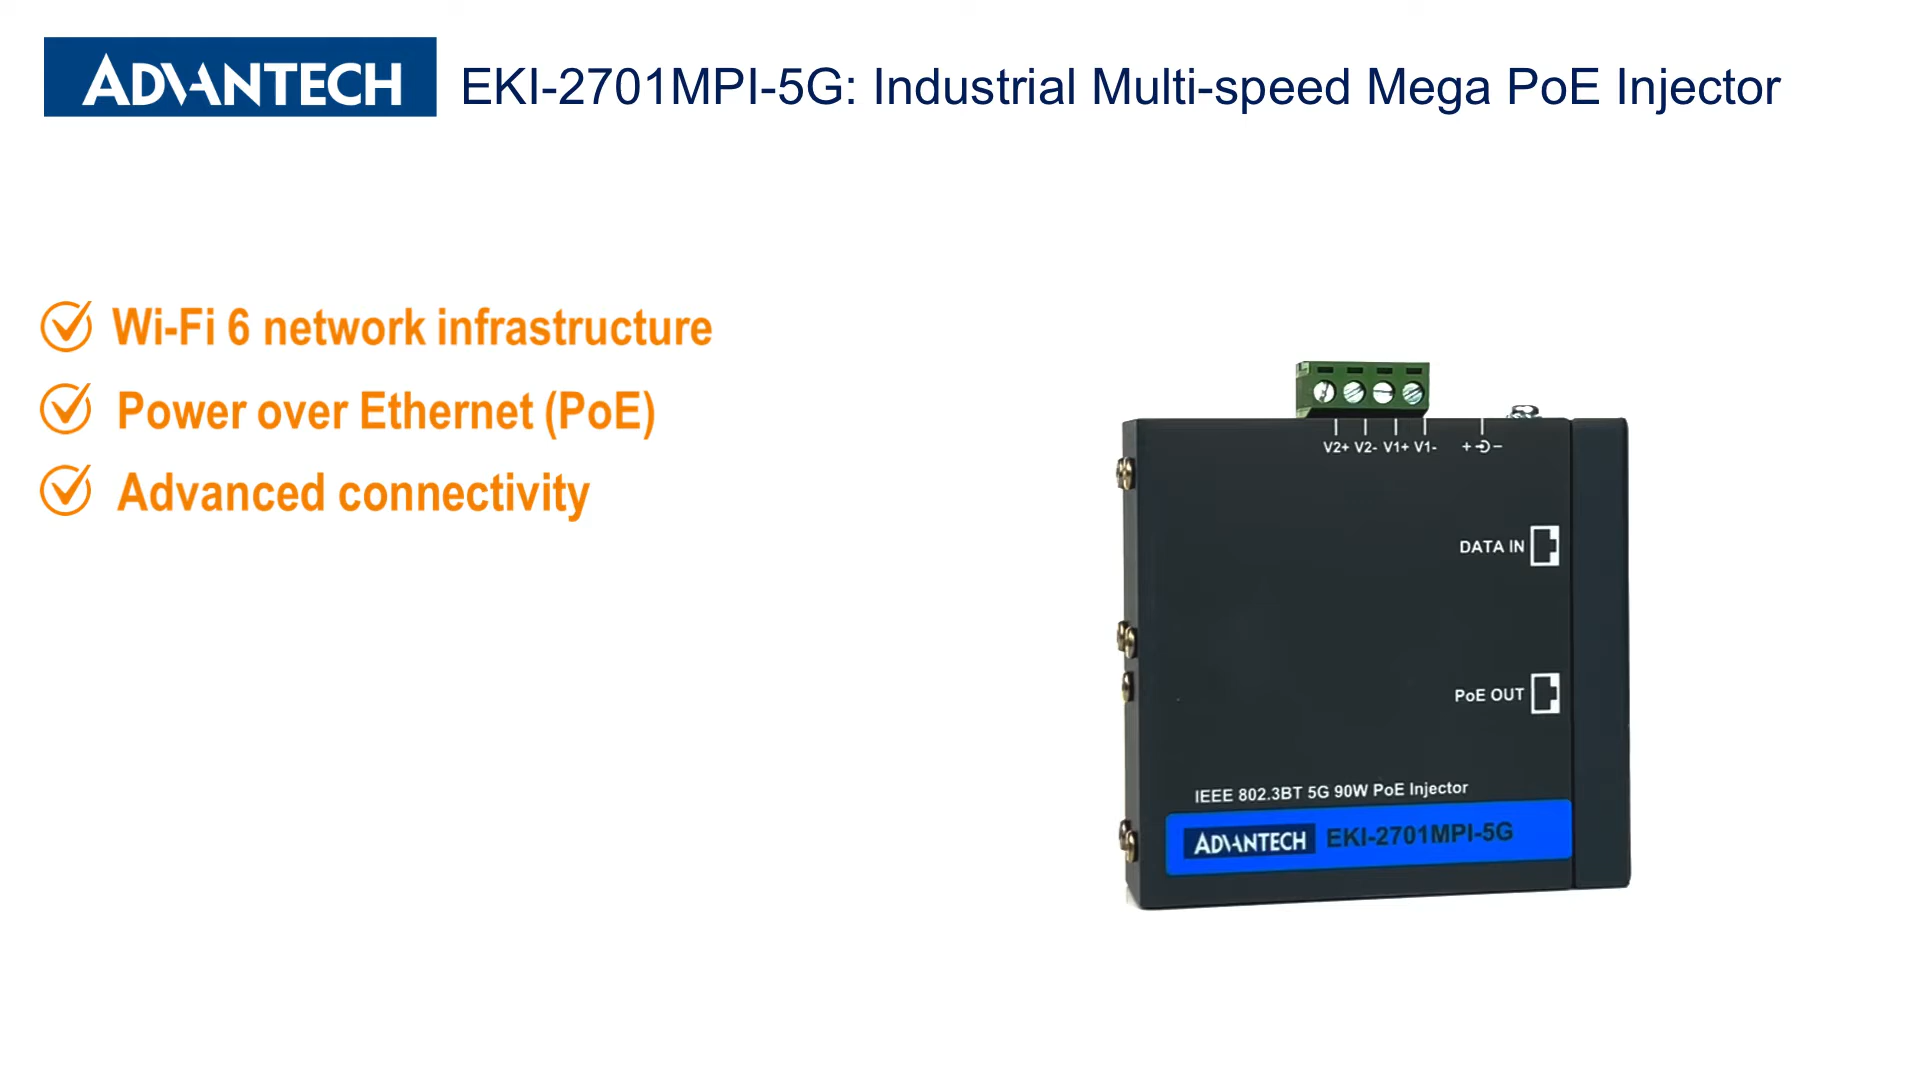 ADVANTECH EKI-2701MPI-5G: Industrial Multi-speed Mega PoE Injector
Wi-Fi 6 network infrastructure
Power over Ethernet (PoE)
Advanced connectivity
V2+ V2- V1+ V1- + -
DATA IN
PoE OUT
IEEE 802.3BT 5G 90W PoE Injector
ADVANTECH EKI-2701MPI-5G